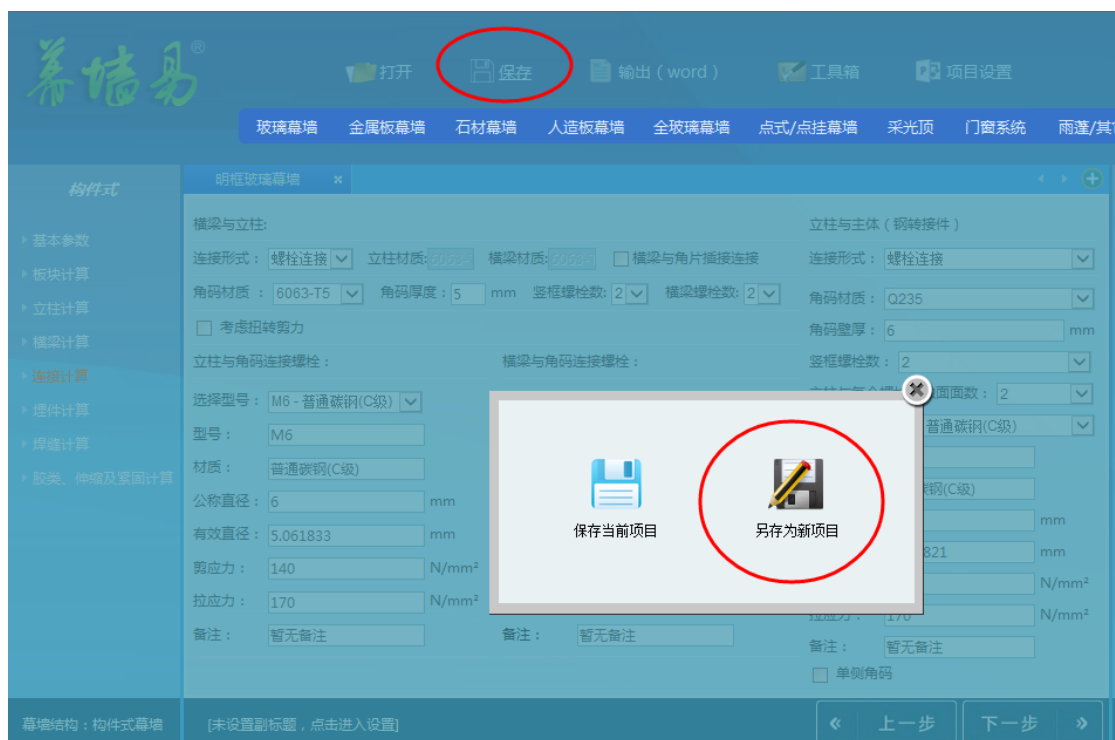 幕墙易®
打开 保存 输出(word) 工具箱 项目设置
玻璃幕墙 金属板幕墙 石材幕墙 人造板幕墙 全玻璃幕墙 点式/点挂幕墙 采光顶 门窗系统 雨蓬/其
构件式
基本参数
板块计算
立柱计算
横梁计算
连接计算
埋件计算
焊缝计算
胶类、伸缩及紧固计算
明框玻璃幕墙 ×
横梁与立柱:
连接形式: 螺栓连接 立柱材质: 6063- 横梁材质: 6063- 横梁与角片插接连接
角码材质: 6063-T5 角码厚度: 5 mm 竖框螺栓数: 2 横梁螺栓数: 2
考虑扭转剪力
立柱与角码连接螺栓: 横梁与角码连接螺栓:
选择型号: M6 - 普通碳钢(C级)
型号: M6
材质: 普通碳钢(C级)
公称直径: 6 mm
有效直径: 5.061833 mm
剪应力: 140 N/mm²
拉应力: 170 N/mm²
备注: 暂无备注 备注: 暂无备注
立柱与主体(钢转接件)
连接形式: 螺栓连接
角码材质: Q235
角码壁厚: 6 mm
竖框螺栓数: 2
面数: 2
普通碳钢(C级)
碳钢(C级)
mm
821 mm
N/mm²
拉应力: 170 N/mm²
备注: 暂无备注
单侧角码
保存当前项目 另存为新项目
幕墙结构:构件式幕墙 [未设置副标题,点击进入设置] « 上一步 下一步 »